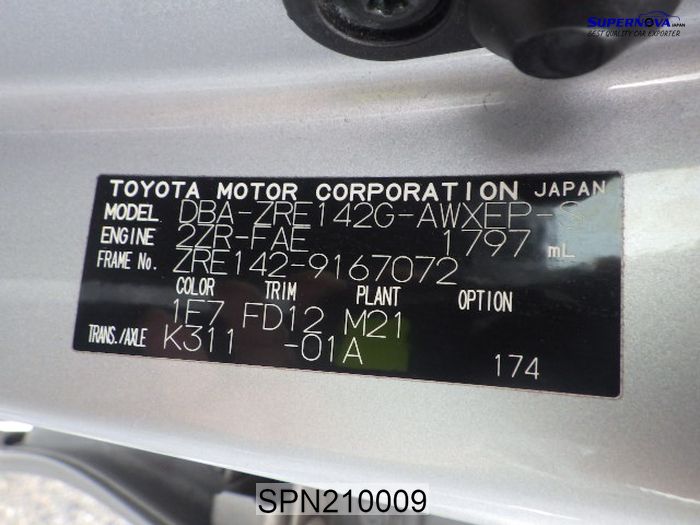 SUPERNOVA JAPAN
BEST QUALITY CAR EXPORTER
TOYOTA MOTOR CORPORATION JAPAN
MODEL DBA-ZRE142G-AWXEP-S
ENGINE 2ZR-FAE 1797 mL
FRAME No. ZRE142-9167072
COLOR TRIM PLANT OPTION
1E7 FD12 M21
TRANS./AXLE K311 -01A
174
SPN210009